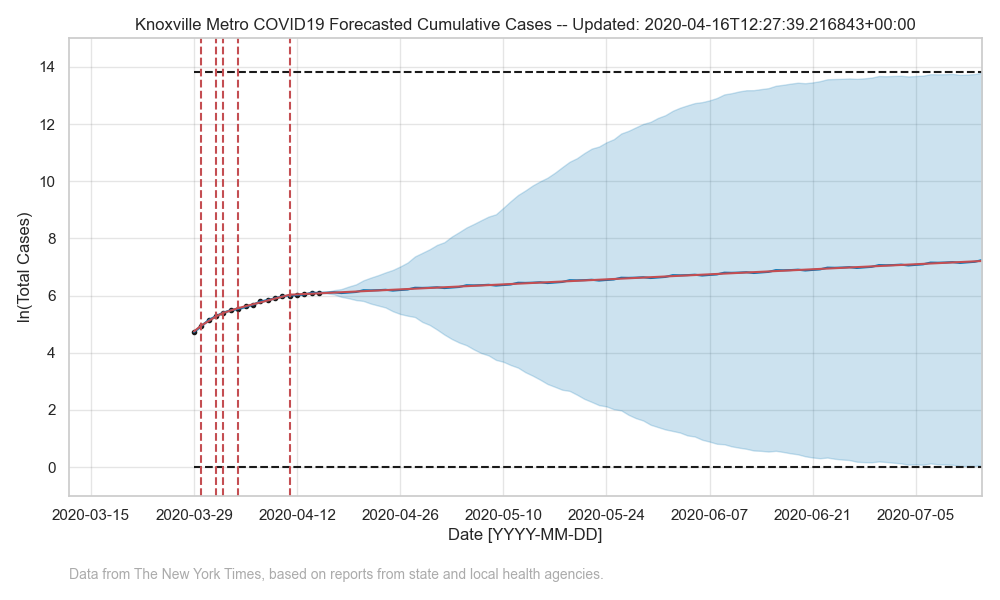 Knoxville Metro COVID19 Forecasted Cumulative Cases -- Updated: 2020-04-16T12:27:39.216843+00:00
ln(Total Cases)
14
12
10
8
6
4
2
0
2020-03-15 2020-03-29 2020-04-12 2020-04-26 2020-05-10 2020-05-24 2020-06-07 2020-06-21 2020-07-05
Date [YYYY-MM-DD]
Data from The New York Times, based on reports from state and local health agencies.